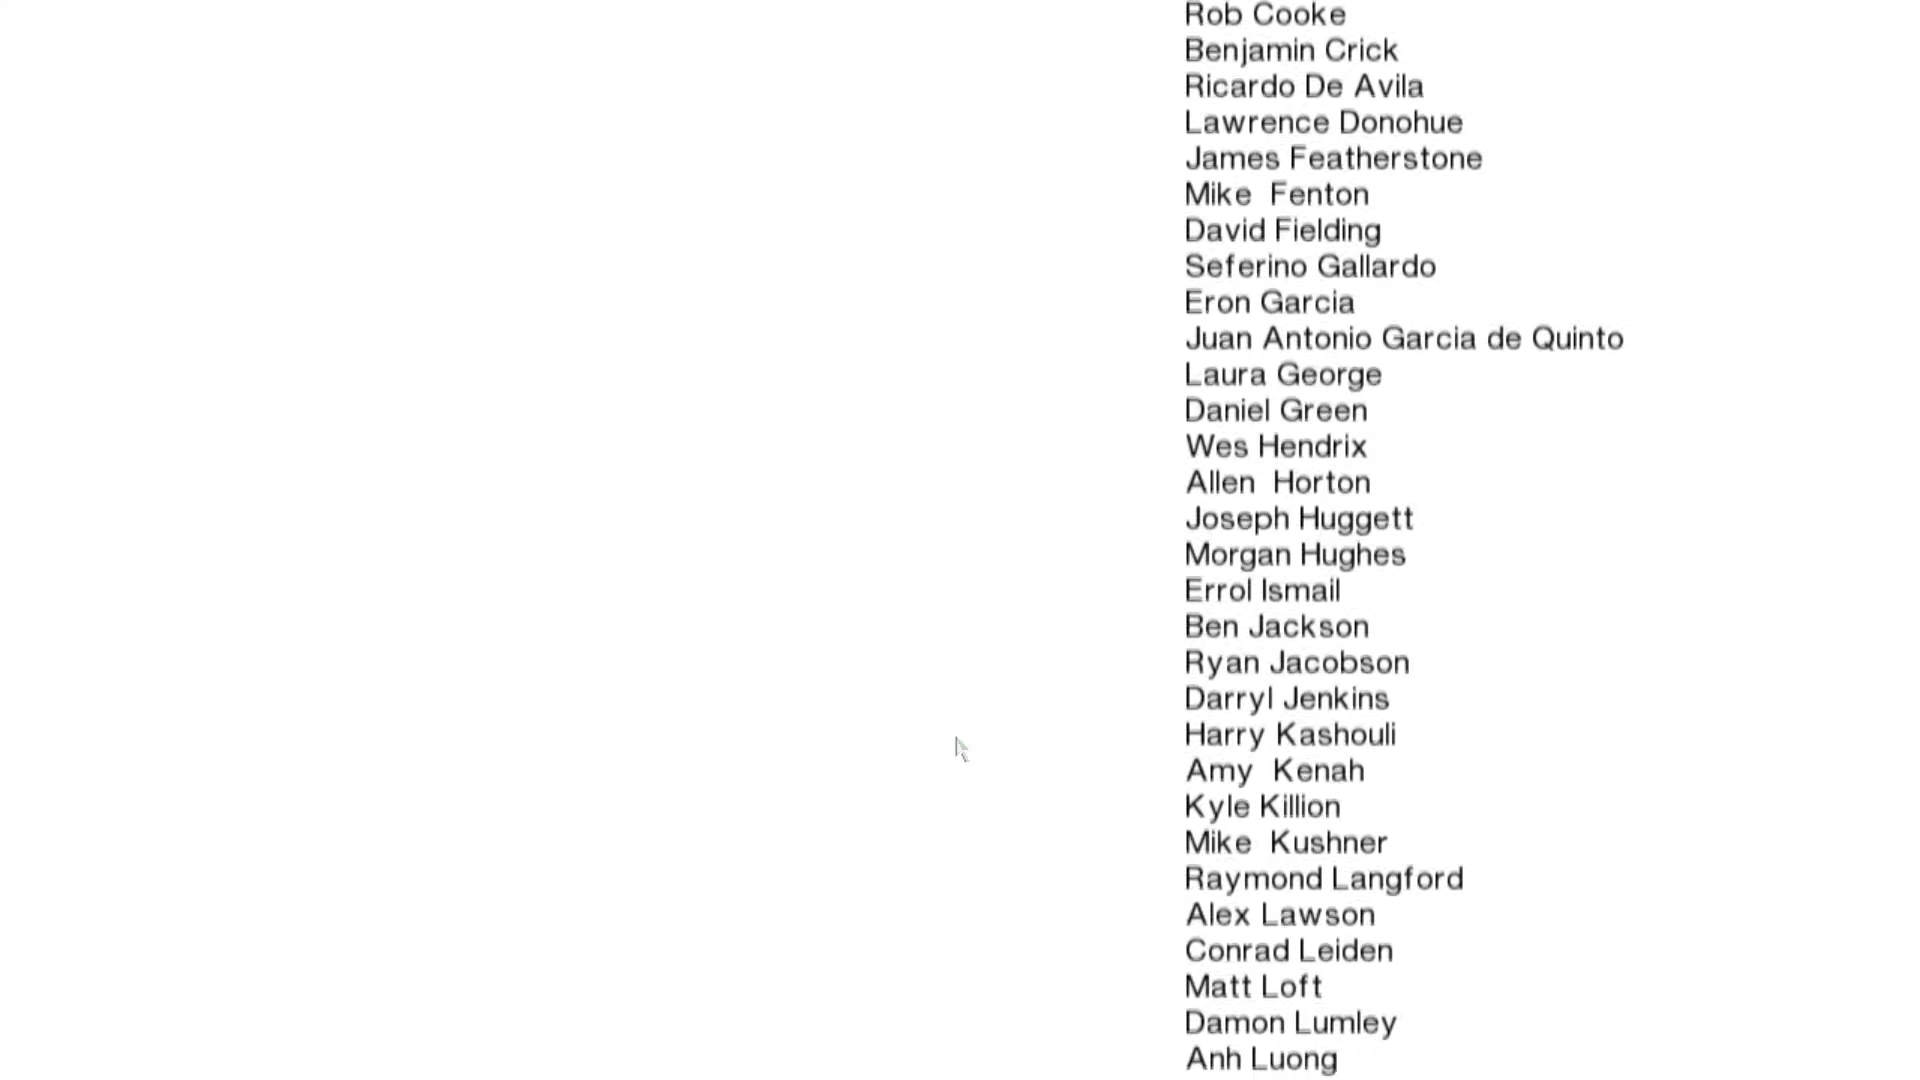 Rob Cooke
Benjamin Crick
Ricardo De Avila
Lawrence Donohue
James Featherstone
Mike  Fenton
David Fielding
Seferino Gallardo
Eron Garcia
Juan Antonio Garcia de Quinto
Laura George
Daniel Green
Wes Hendrix
Allen  Horton
Joseph Huggett
Morgan Hughes
Errol Ismail
Ben Jackson
Ryan Jacobson
Darryl Jenkins
Harry Kashouli
Amy  Kenah
Kyle Killion
Mike  Kushner
Raymond Langford
Alex Lawson
Conrad Leiden
Matt Loft
Damon Lumley
Anh Luong